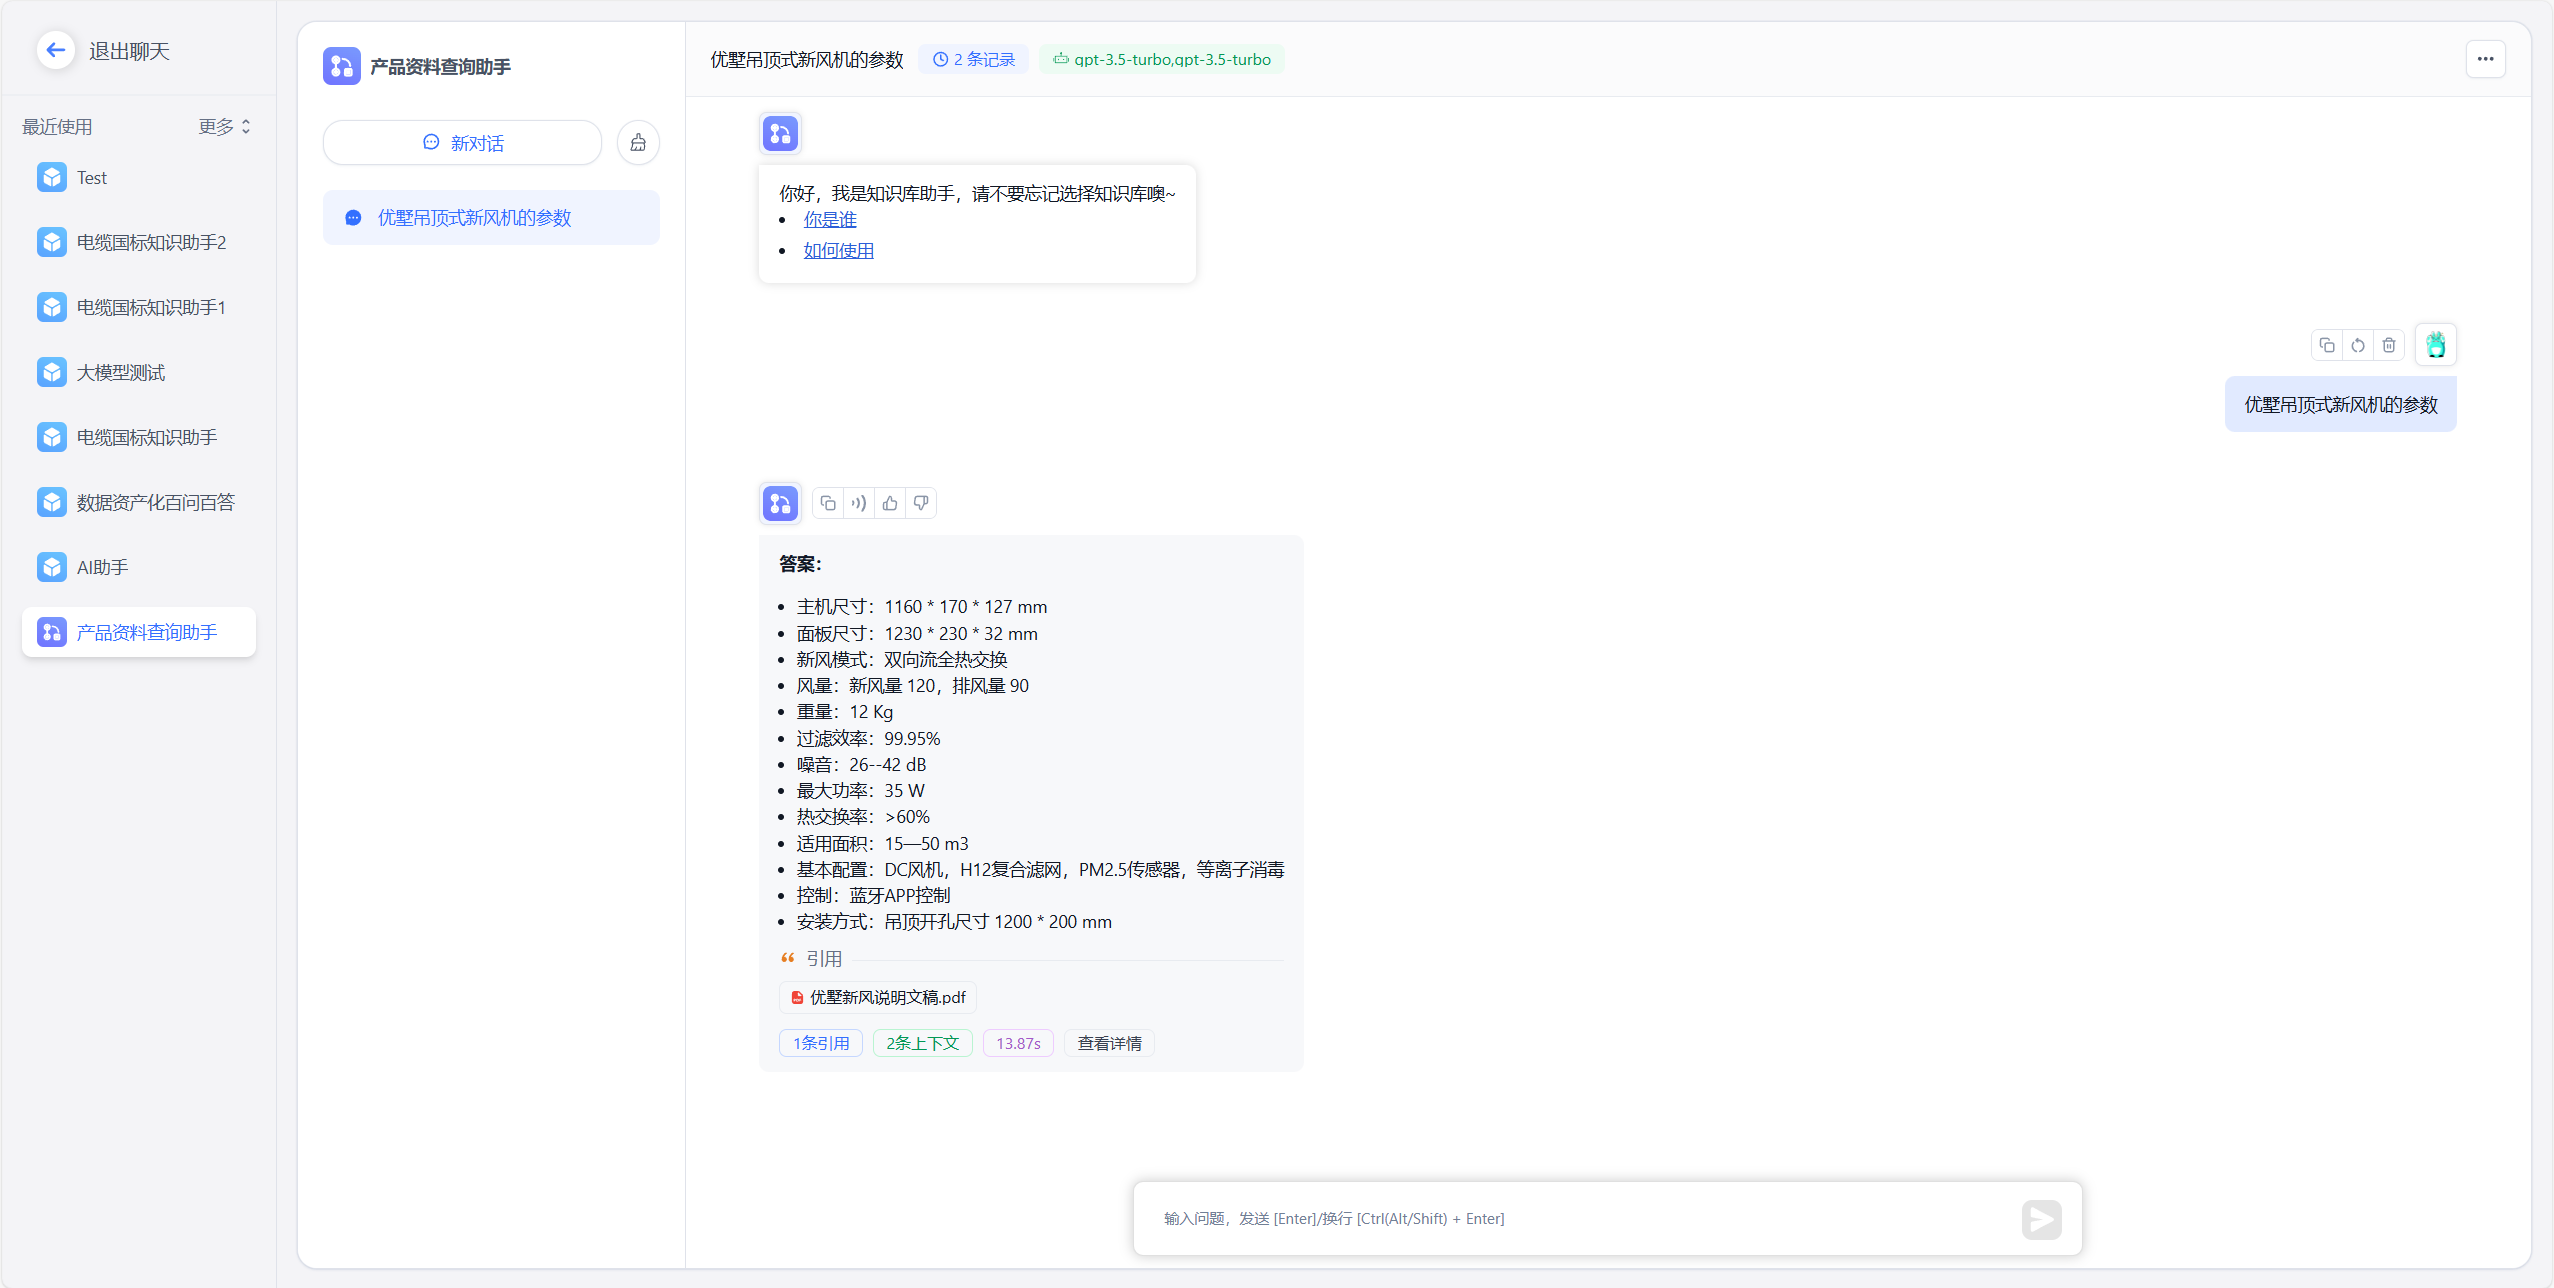 退出聊天
最近使用
更多
Test
电缆国标知识助手2
电缆国标知识助手1
大模型测试
电缆国标知识助手
数据资产化百问百答
AI助手
产品资料查询助手
产品资料查询助手
新对话
优墅吊顶式新风机的参数
优墅吊顶式新风机的参数
2 条记录
gpt-3.5-turbo,gpt-3.5-turbo
你好，我是知识库助手，请不要忘记选择知识库噢~
• 你是谁
• 如何使用
优墅吊顶式新风机的参数
答案：
• 主机尺寸：1160 * 170 * 127 mm
• 面板尺寸：1230 * 230 * 32 mm
• 新风模式：双向流全热交换
• 风量：新风量 120，排风量 90
• 重量：12 Kg
• 过滤效率：99.95%
• 噪音：26--42 dB
• 最大功率：35 W
• 热交换率：>60%
• 适用面积：15—50 m3
• 基本配置：DC风机，H12复合滤网，PM2.5传感器，等离子消毒
• 控制：蓝牙APP控制
• 安装方式：吊顶开孔尺寸 1200 * 200 mm
引用
优墅新风说明文稿.pdf
1条引用
2条上下文
13.87s
查看详情
输入问题，发送 [Enter]/换行 [Ctrl(Alt/Shift) + Enter]